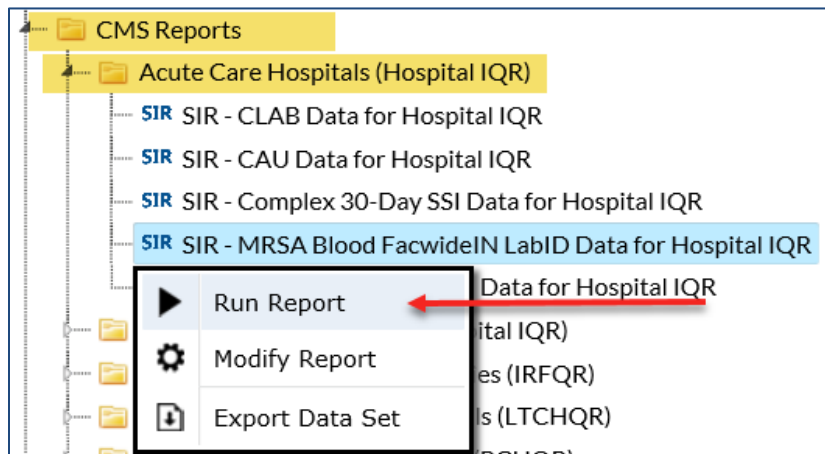 CMS Reports
Acute Care Hospitals (Hospital IQR)
SIR SIR - CLAB Data for Hospital IQR
SIR SIR - CAU Data for Hospital IQR
SIR SIR - Complex 30-Day SSI Data for Hospital IQR
SIR SIR - MRSA Blood FacwideIN LabID Data for Hospital IQR
Data for Hospital IQR
Run Report
ital IQR)
Modify Report
es (IRFQR)
Export Data Set
ls (LTCHQR)